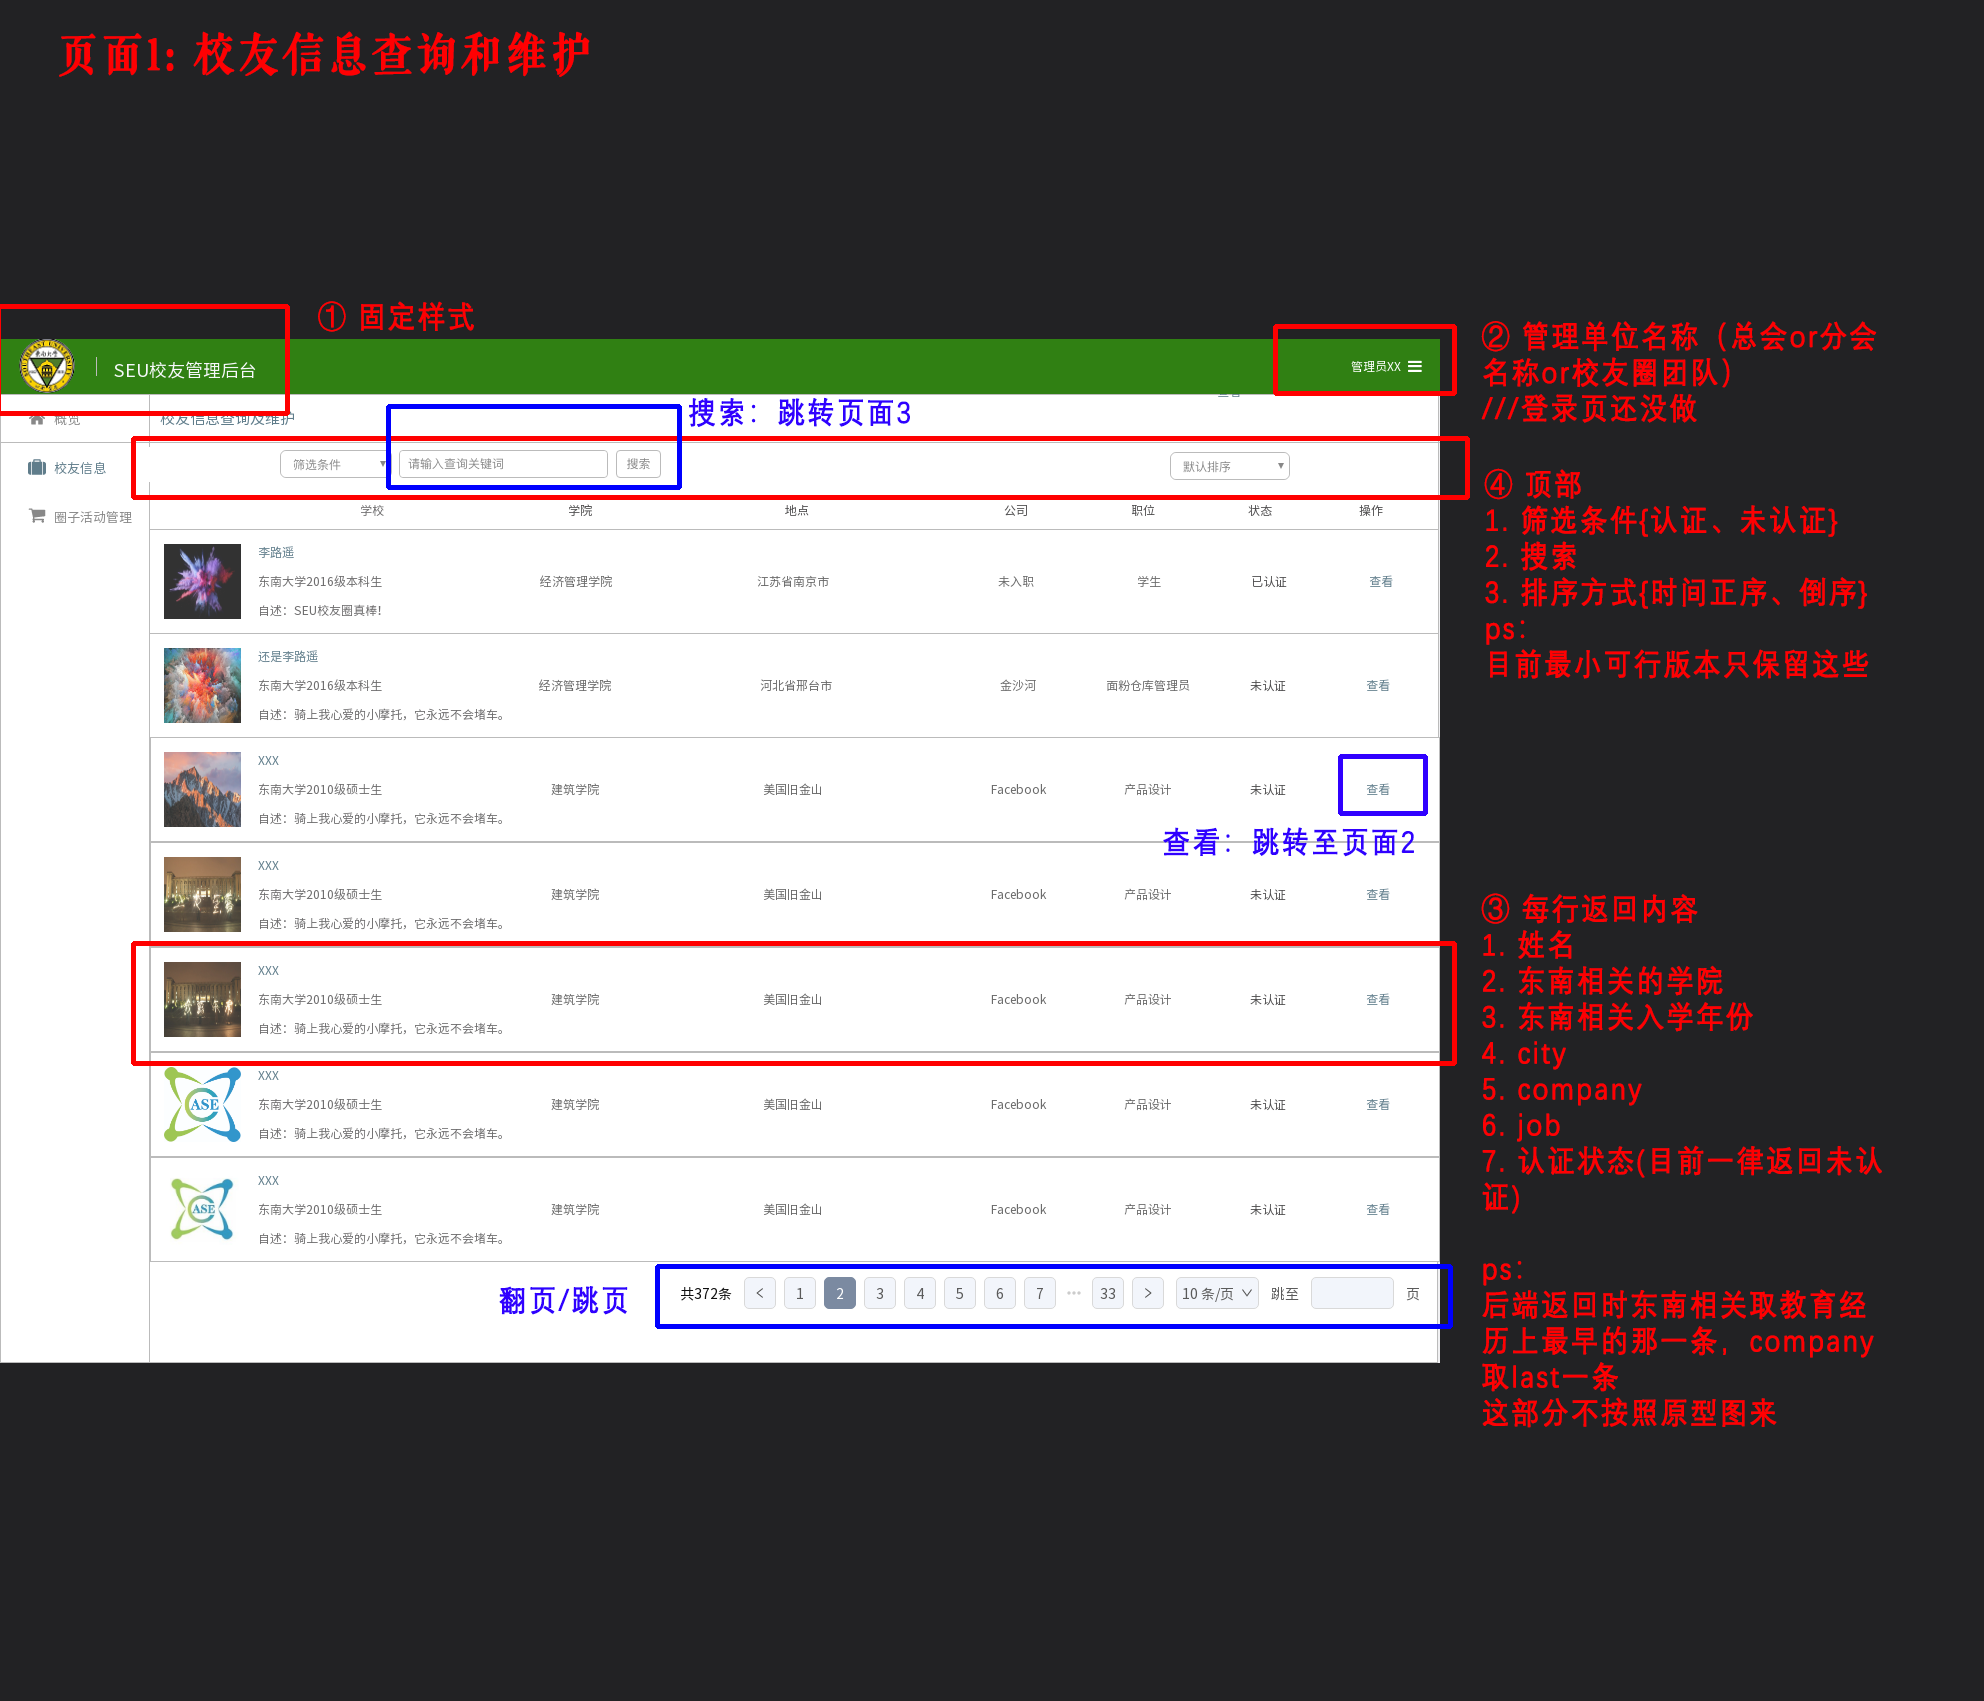 页面1: 校友信息查询和维护
① 固定样式
SEU校友管理后台
管理员XX
② 管理单位名称（总会or分会
名称or校友圈团队）
///登录页还没做
概览
校友信息查询及维护
搜索：跳转页面3
校友信息
圈子活动管理
筛选条件
请输入查询关键词
搜索
默认排序
④ 顶部
1. 筛选条件{认证、未认证}
2. 搜索
3. 排序方式{时间正序、倒序}
ps：
目前最小可行版本只保留这些
学校 学院 地点 公司 职位 状态 操作
李路遥
东南大学2016级本科生 经济管理学院 江苏省南京市 未入职 学生 已认证 查看
自述：SEU校友圈真棒！
还是李路遥
东南大学2016级本科生 经济管理学院 河北省邢台市 金沙河 面粉仓库管理员 未认证 查看
自述：骑上我心爱的小摩托，它永远不会堵车。
XXX
东南大学2010级硕士生 建筑学院 美国旧金山 Facebook 产品设计 未认证 查看
自述：骑上我心爱的小摩托，它永远不会堵车。
查看：跳转至页面2
XXX
东南大学2010级硕士生 建筑学院 美国旧金山 Facebook 产品设计 未认证 查看
自述：骑上我心爱的小摩托，它永远不会堵车。
XXX
东南大学2010级硕士生 建筑学院 美国旧金山 Facebook 产品设计 未认证 查看
自述：骑上我心爱的小摩托，它永远不会堵车。
ASE
XXX
东南大学2010级硕士生 建筑学院 美国旧金山 Facebook 产品设计 未认证 查看
自述：骑上我心爱的小摩托，它永远不会堵车。
ASE
XXX
东南大学2010级硕士生 建筑学院 美国旧金山 Facebook 产品设计 未认证 查看
自述：骑上我心爱的小摩托，它永远不会堵车。
③ 每行返回内容
1. 姓名
2. 东南相关的学院
3. 东南相关入学年份
4. city
5. company
6. job
7. 认证状态(目前一律返回未认
证)
ps：
后端返回时东南相关取教育经
历上最早的那一条，company
取last一条
这部分不按照原型图来
翻页/跳页
共372条 < 1 2 3 4 5 6 7 ••• 33 > 10 条/页 跳至 页